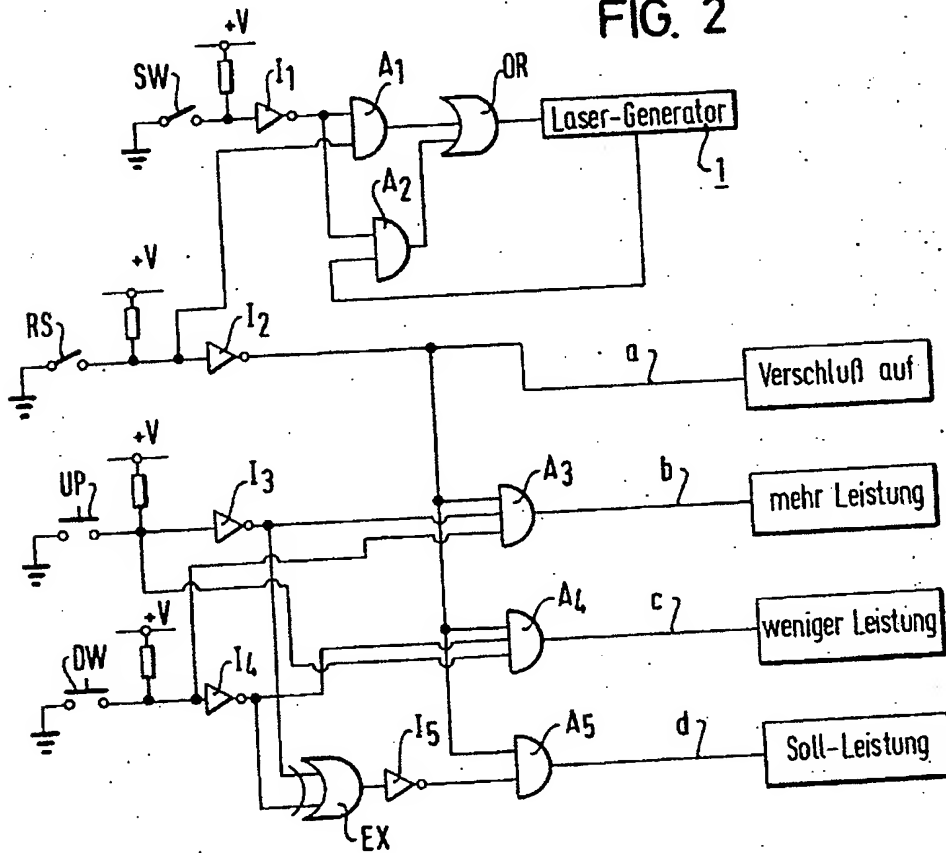 FIG. 2
+V
SW
I1
A1
OR
Laser-Generator
1
A2
+V
RS
I2
a
Verschluß auf
+V
UP
I3
A3
b
mehr Leistung
+V
DW
I4
A4
c
weniger Leistung
I5
A5
d
Soll-Leistung
EX